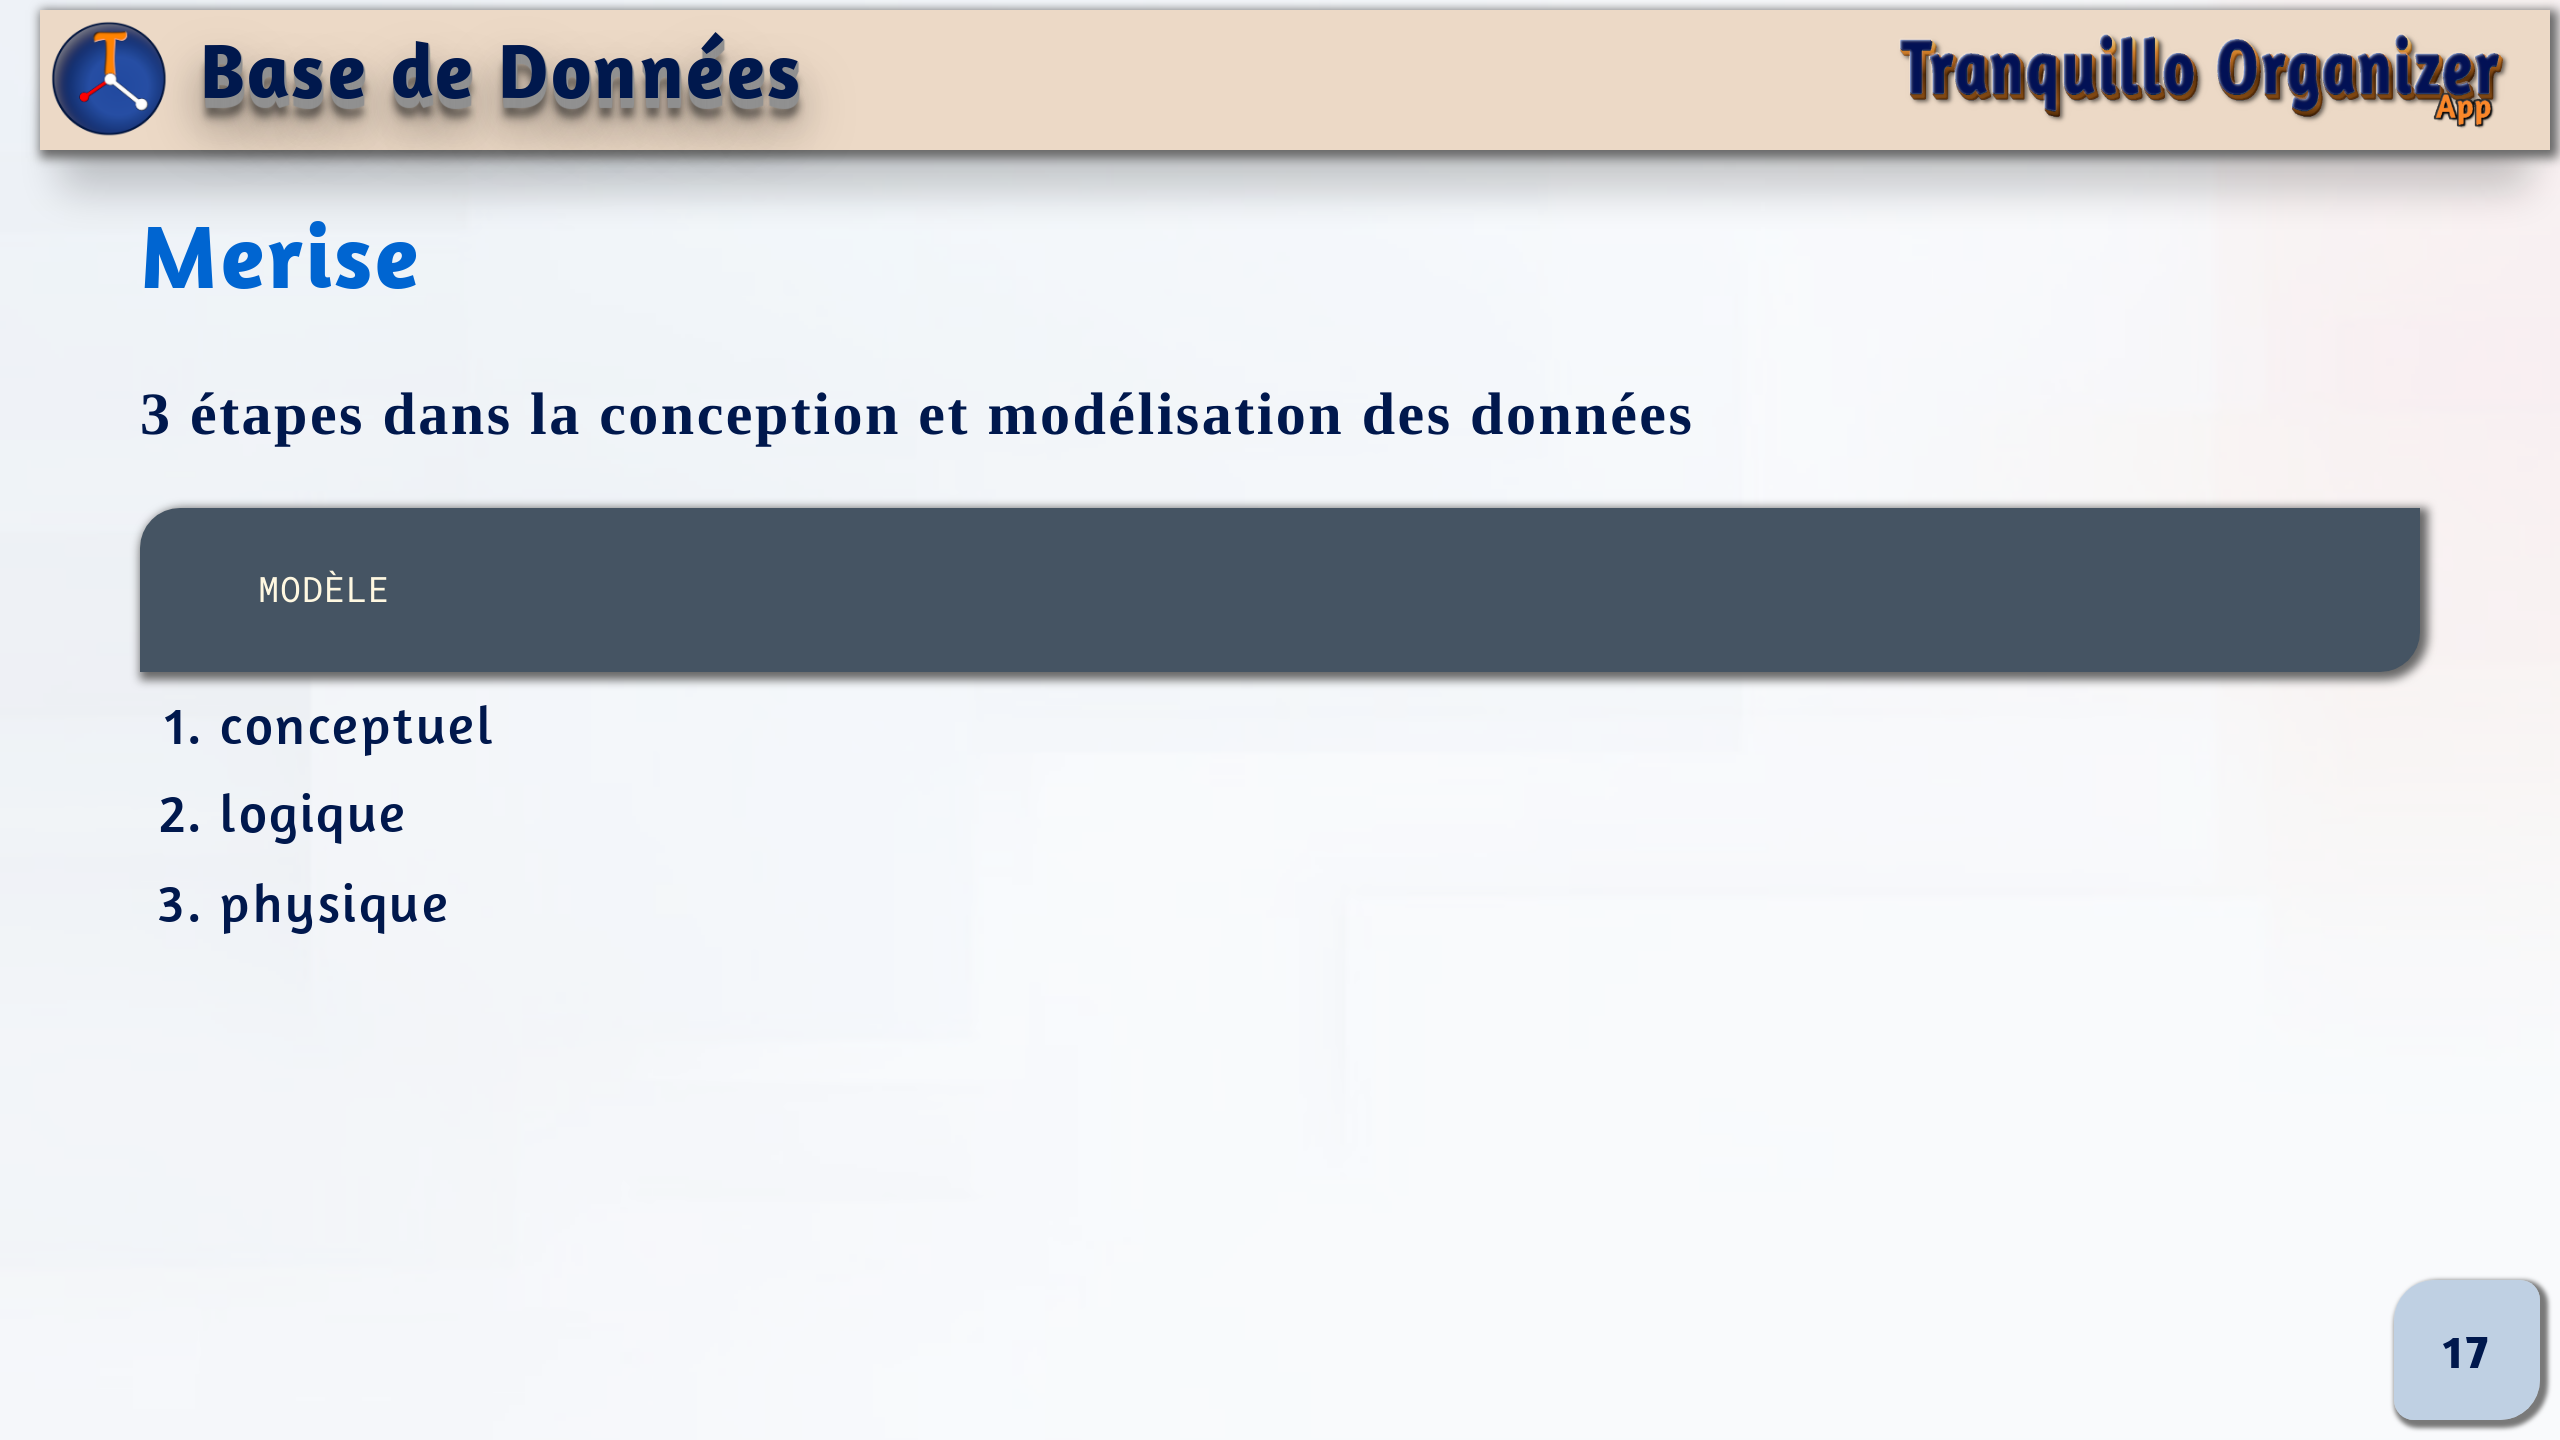 Base de Données
Tranquillo Organizer
App
Merise
3 étapes dans la conception et modélisation des données
MODÈLE
1. conceptuel
2. logique
3. physique
17